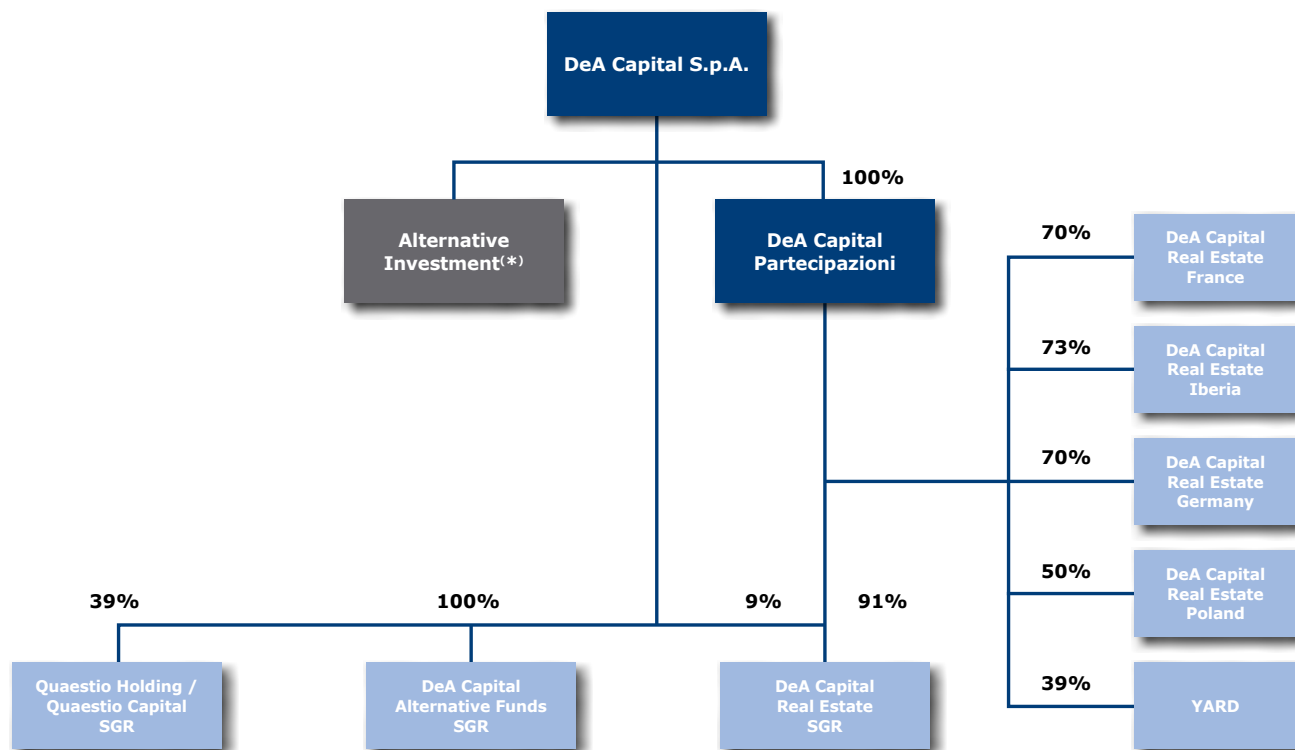 DeA Capital S.p.A.
100%
Alternative
Investment(*)
DeA Capital
Partecipazioni
70%
DeA Capital
Real Estate
France
73%
DeA Capital
Real Estate
Iberia
70%
DeA Capital
Real Estate
Germany
50%
DeA Capital
Real Estate
Poland
39%
YARD
39%
100%
9%
91%
Quaestio Holding /
Quaestio Capital
SGR
DeA Capital
Alternative Funds
SGR
DeA Capital
Real Estate
SGR